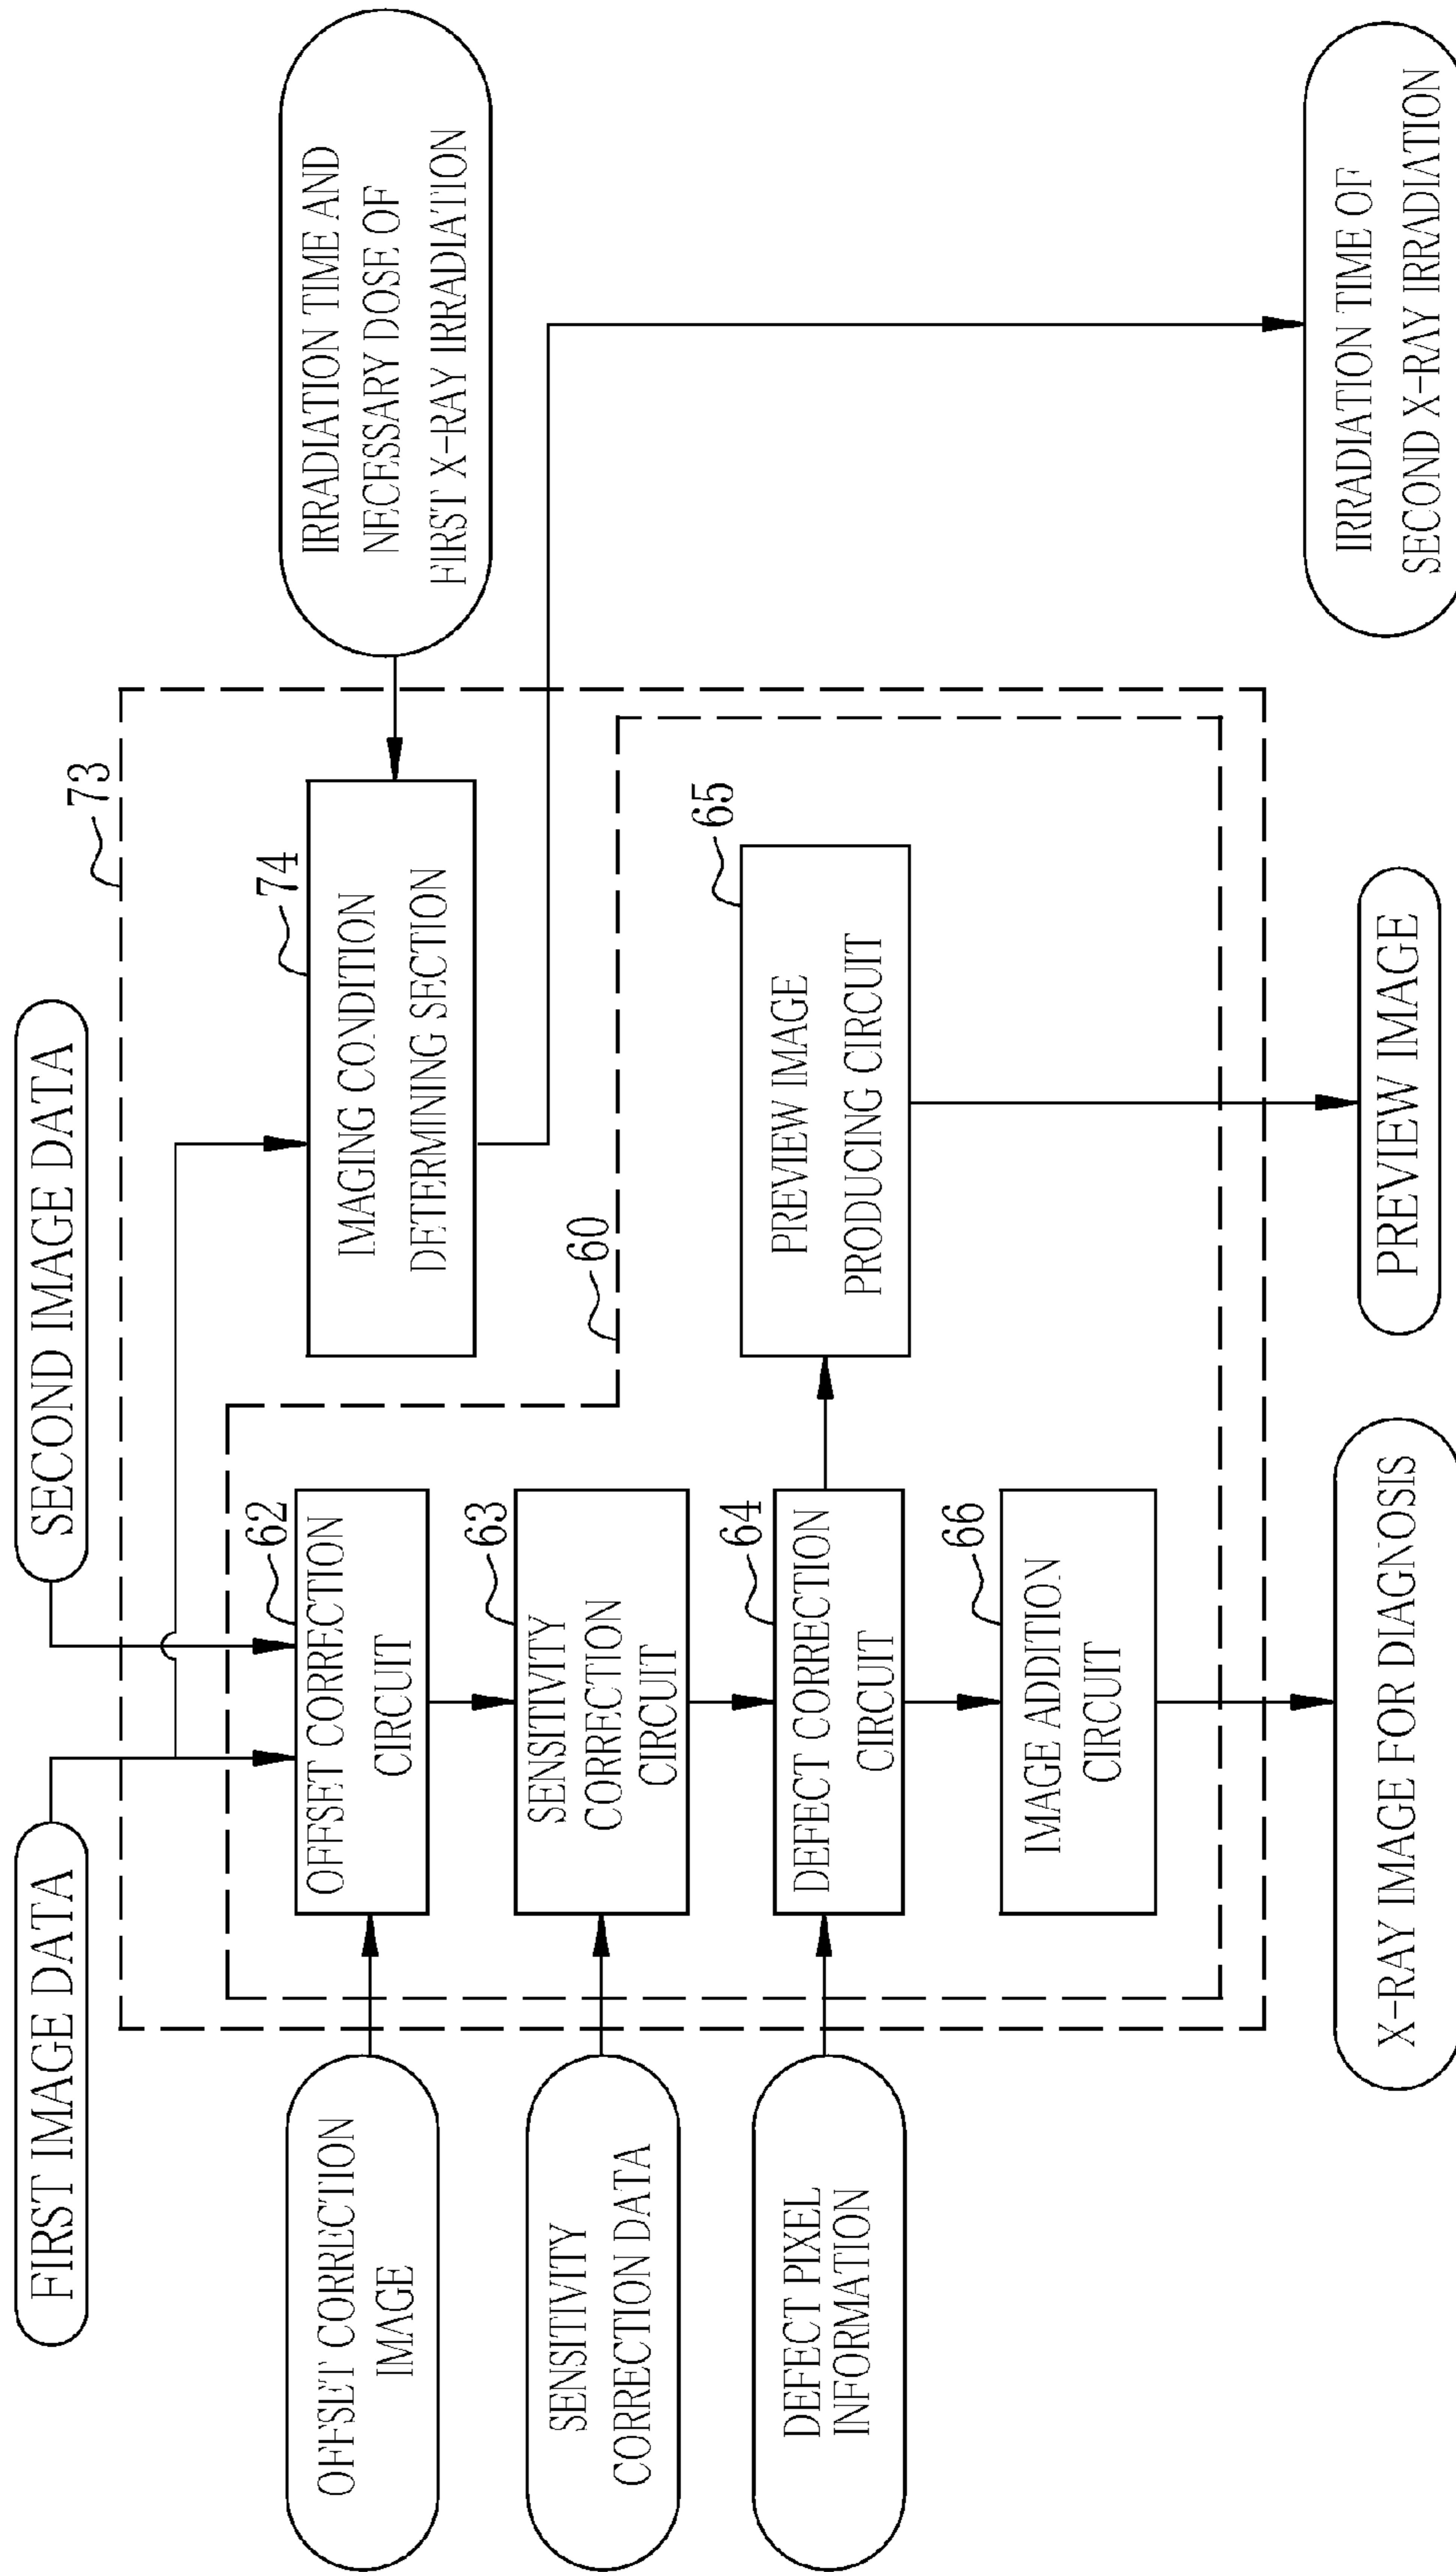 FIRST IMAGE DATA
SECOND IMAGE DATA
73
OFFSET CORRECTION
IMAGE
62
OFFSET CORRECTION
CIRCUIT
74
IMAGING CONDITION
DETERMINING SECTION
IRRADIATION TIME AND
NECESSARY DOSE OF
FIRST X-RAY IRRADIATION
60
SENSITIVITY
CORRECTION DATA
63
SENSITIVITY
CORRECTION
CIRCUIT
DEFECT PIXEL
INFORMATION
64
DEFECT CORRECTION
CIRCUIT
65
PREVIEW IMAGE
PRODUCING CIRCUIT
66
IMAGE ADDITION
CIRCUIT
X-RAY IMAGE FOR DIAGNOSIS
PREVIEW IMAGE
IRRADIATION TIME OF
SECOND X-RAY IRRADIATION